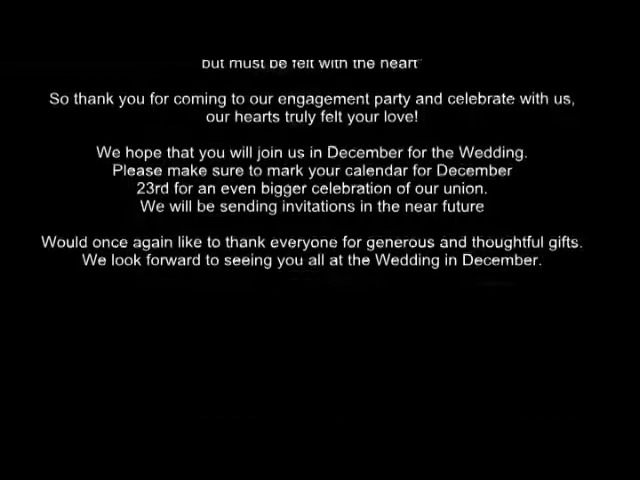 but must be felt with the heart"
So thank you for coming to our engagement party and celebrate with us,
our hearts truly felt your love!
We hope that you will join us in December for the Wedding.
Please make sure to mark your calendar for December
23rd for an even bigger celebration of our union.
We will be sending invitations in the near future
Would once again like to thank everyone for generous and thoughtful gifts.
We look forward to seeing you all at the Wedding in December.